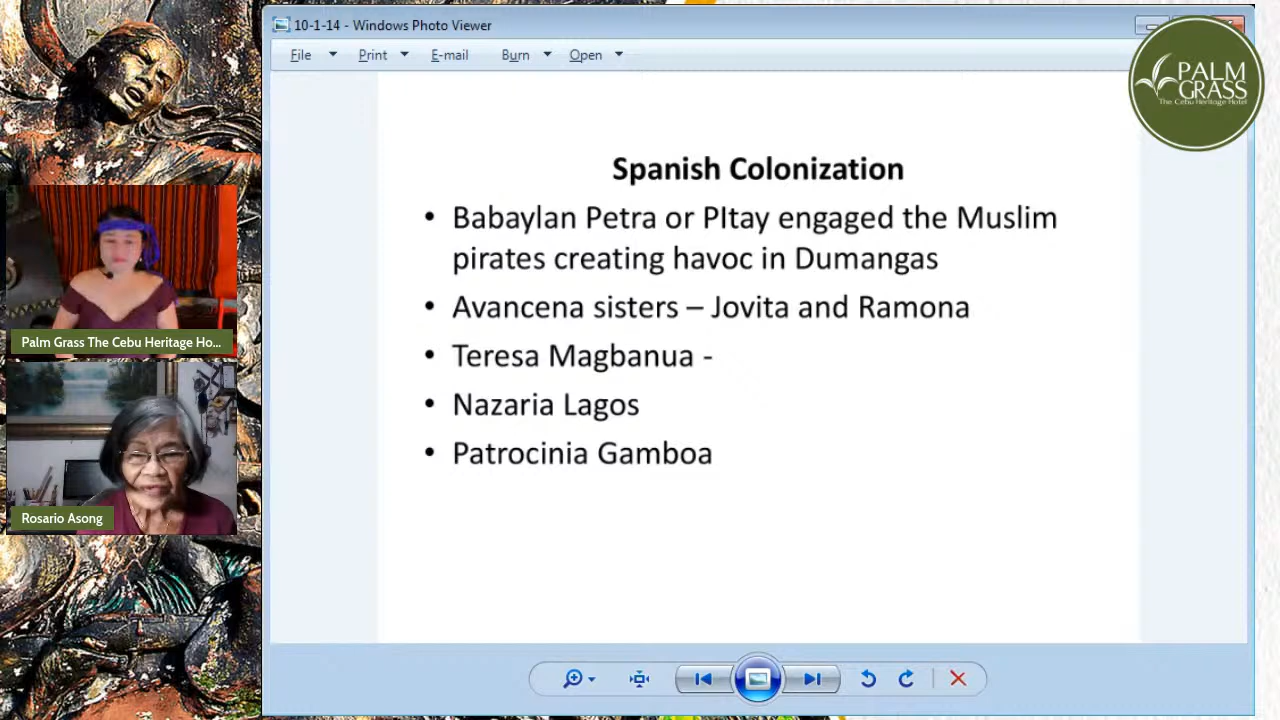 10-1-14 - Windows Photo Viewer
File Print E-mail Burn Open
PALM
GRASS
The Cebu Heritage Hotel
Spanish Colonization
• Babaylan Petra or PItay engaged the Muslim
pirates creating havoc in Dumangas
• Avancena sisters – Jovita and Ramona
• Teresa Magbanua -
• Nazaria Lagos
• Patrocinia Gamboa
Palm Grass The Cebu Heritage Ho...
Rosario Asong